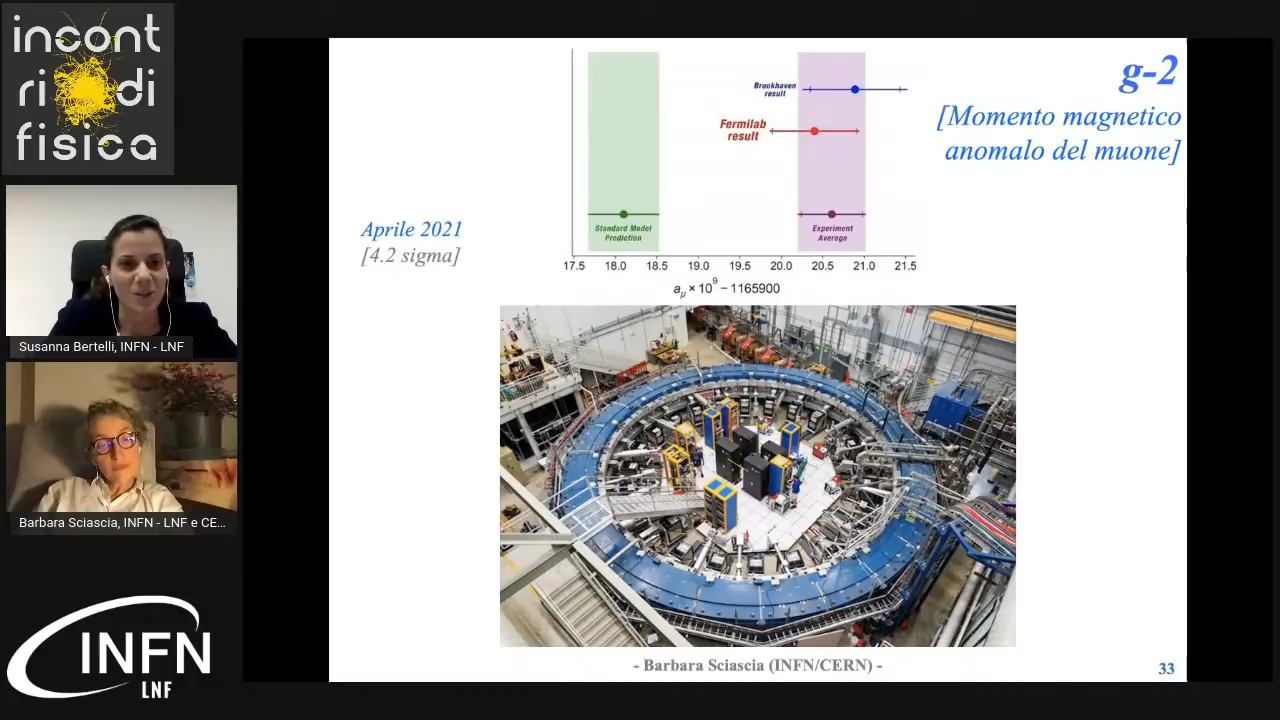 incont
ri di
fisica
Susanna Bertelli, INFN - LNF
Barbara Sciascia, INFN - LNF e CE...
INFN
LNF
g-2
[Momento magnetico
anomalo del muone]
Aprile 2021
[4.2 sigma]
Brookhaven
result
Fermilab
result
Standard Model
Prediction
Experiment
Average
17.5 18.0 18.5 19.0 19.5 20.0 20.5 21.0 21.5
aμ × 10⁹ – 1165900
- Barbara Sciascia (INFN/CERN) -
33